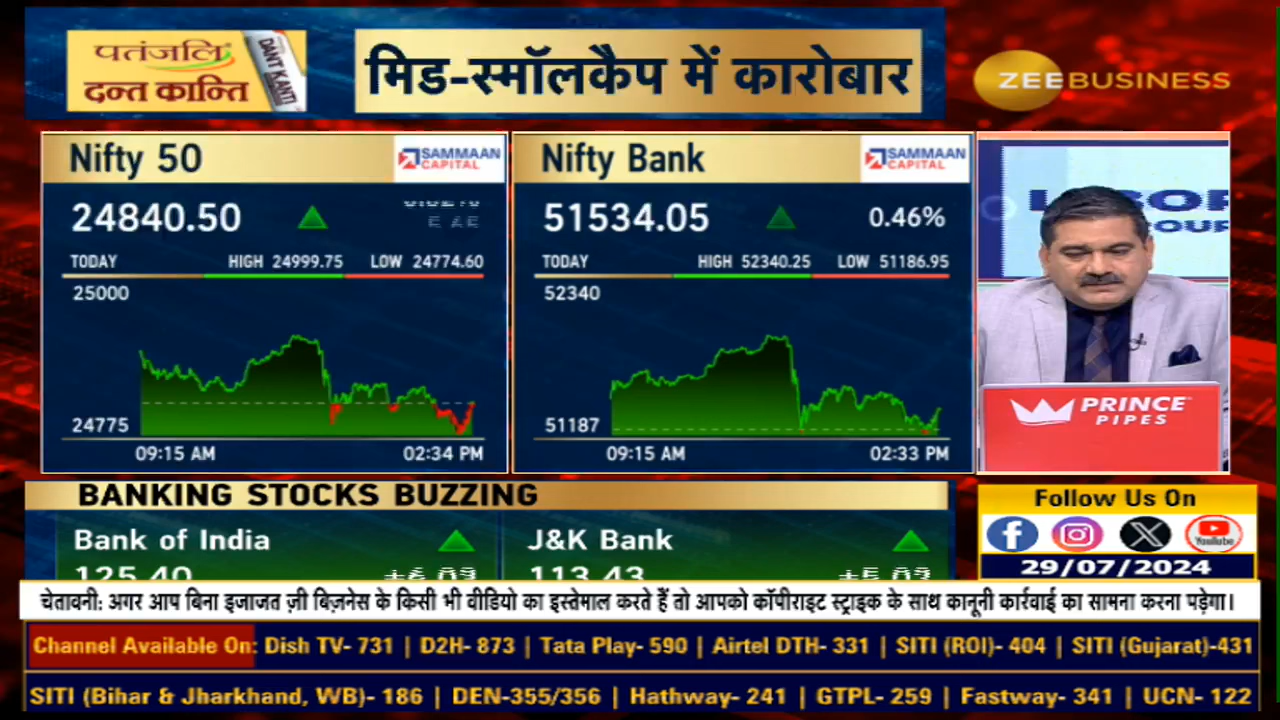 पतंजलि
दन्त कान्ति
DANT KANTI
मिड-स्मॉलकैप में कारोबार
ZEEBUSINESS
Nifty 50
SAMMAAN
CAPITAL
24840.50
TODAY HIGH 24999.75 LOW 24774.60
25000
24775
09:15 AM 02:34 PM
Nifty Bank
SAMMAAN
CAPITAL
51534.05 0.46%
TODAY HIGH 52340.25 LOW 51186.95
52340
51187
09:15 AM 02:33 PM
PRINCE
PIPES
BANKING STOCKS BUZZING
Bank of India
125.40
J&K Bank
113.43
Follow Us On
YouTube
29/07/2024
चेतावनी: अगर आप बिना इजाजत ज़ी बिज़नेस के किसी भी वीडियो का इस्तेमाल करते हैं तो आपको कॉपीराइट स्ट्राइक के साथ कानूनी कार्रवाई का सामना करना पड़ेगा।
Channel Available On: Dish TV- 731 | D2H- 873 | Tata Play- 590 | Airtel DTH- 331 | SITI (ROI)- 404 | SITI (Gujarat)-431
SITI (Bihar & Jharkhand, WB)- 186 | DEN-355/356 | Hathway- 241 | GTPL- 259 | Fastway- 341 | UCN- 122